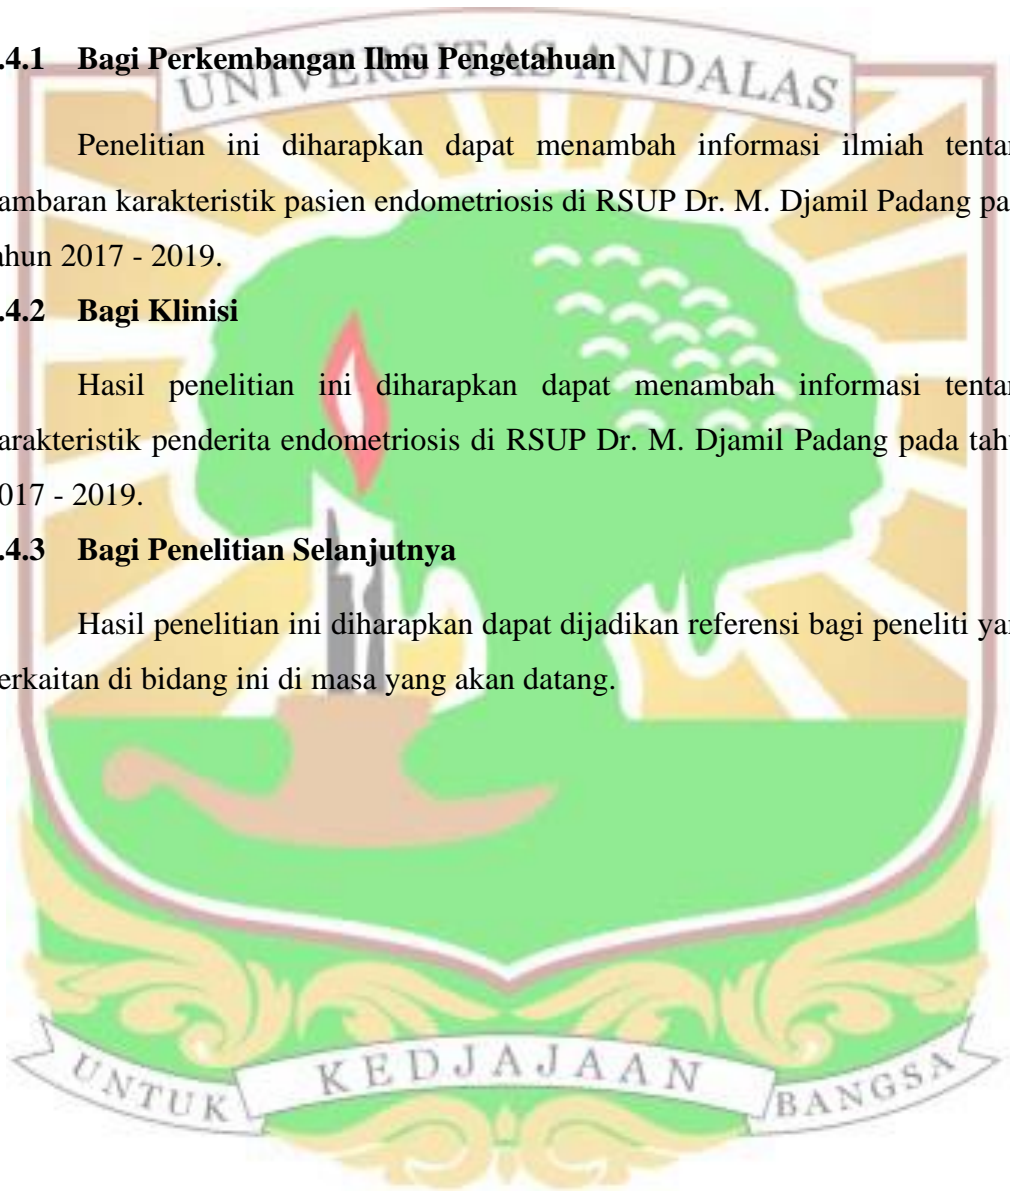 .4.1 Bagi Perkembangan Ilmu Pengetahuan
UNIVERSITAS ANDALAS
Penelitian ini diharapkan dapat menambah informasi ilmiah tentan
ambaran karakteristik pasien endometriosis di RSUP Dr. M. Djamil Padang pa
ahun 2017 - 2019.
.4.2 Bagi Klinisi
Hasil penelitian ini diharapkan dapat menambah informasi tentan
arakteristik penderita endometriosis di RSUP Dr. M. Djamil Padang pada tahu
017 - 2019.
.4.3 Bagi Penelitian Selanjutnya
Hasil penelitian ini diharapkan dapat dijadikan referensi bagi peneliti yan
erkaitan di bidang ini di masa yang akan datang.
UNTUK KEDJAJAAN BANGSA